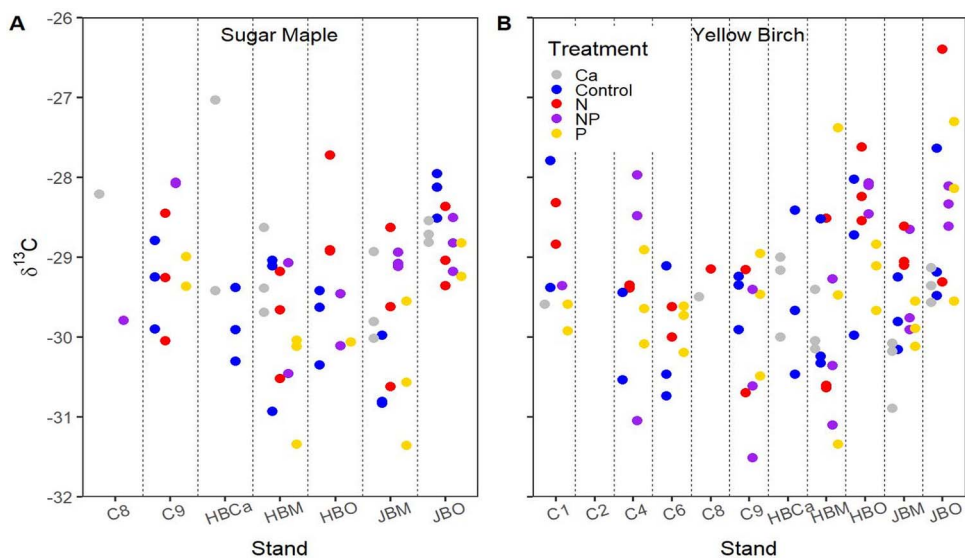 A
Sugar Maple
B
Yellow Birch
Treatment
Ca
Control
N
NP
P
δ¹³C
-26
-27
-28
-29
-30
-31
-32
C8 C9 HBCa HBM HBO JBM JBO
C1 C2 C4 C6 C8 C9 HBCa HBM HBO JBM JBO
Stand
Stand